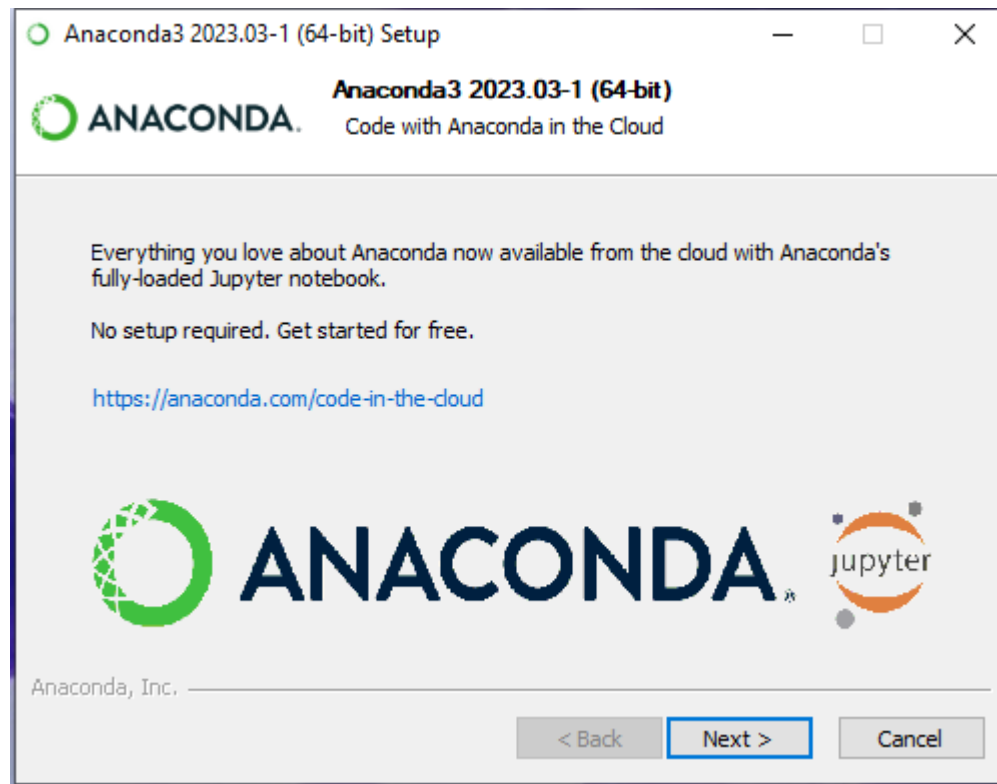 Anaconda3 2023.03-1 (64-bit) Setup
ANACONDA.
Anaconda3 2023.03-1 (64-bit)
Code with Anaconda in the Cloud
Everything you love about Anaconda now available from the cloud with Anaconda's
fully-loaded Jupyter notebook.
No setup required. Get started for free.
https://anaconda.com/code-in-the-cloud
ANACONDA.
jupyter
Anaconda, Inc.
< Back
Next >
Cancel